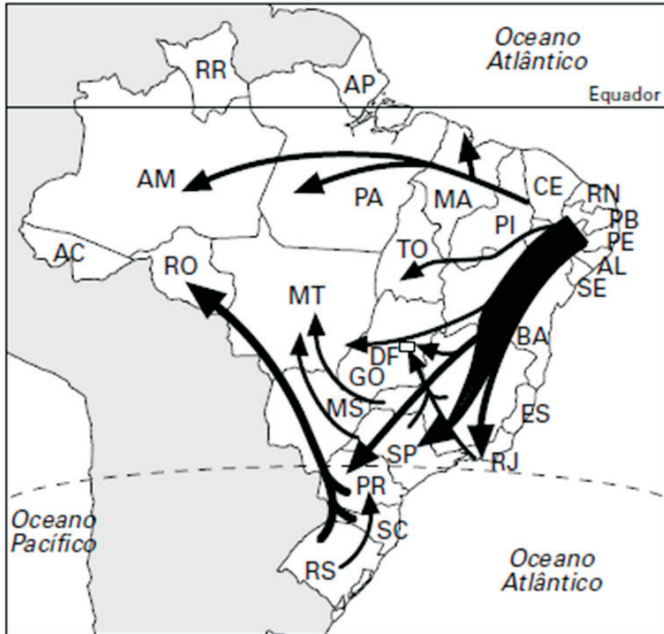 Oceano
Atlântico
RR
AP
Equador
AM
PA
MA
CE
RN
PB
PI
PE
AC
TO
AL
RO
SE
MT
BA
DF
GO
MS
ES
SP
RJ
PR
Oceano
Pacífico
SC
RS
Oceano
Atlântico